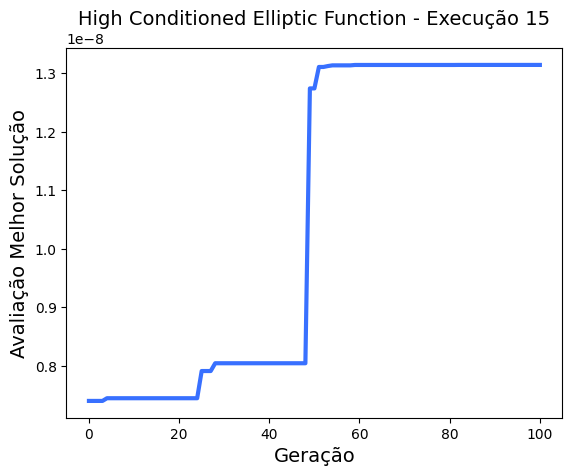 High Conditioned Elliptic Function - Execução 15
1e−8
Avaliação Melhor Solução
1.3
1.2
1.1
1.0
0.9
0.8
0 20 40 60 80 100
Geração